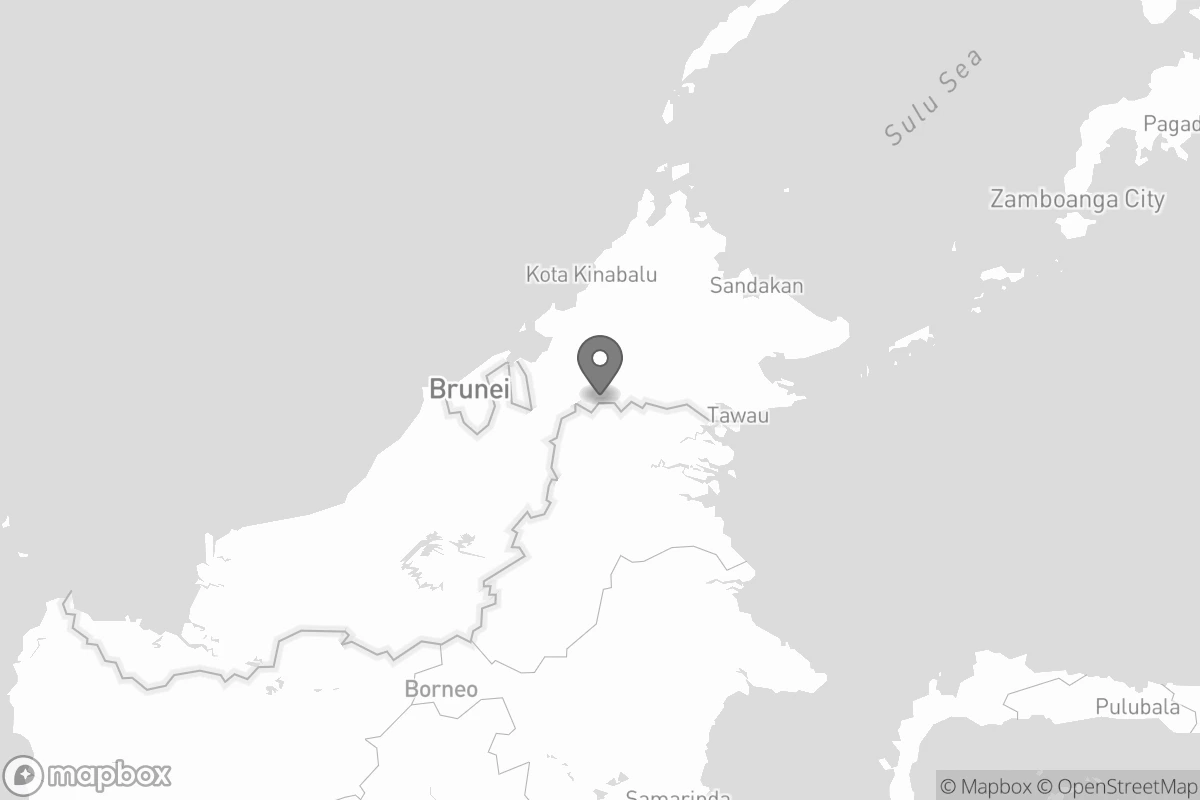 Sulu Sea
Pagad
Zamboanga City
Kota Kinabalu
Sandakan
Brunei
Tawau
Borneo
Pulubala
mapbox
© Mapbox © OpenStreetMap
Samarinda